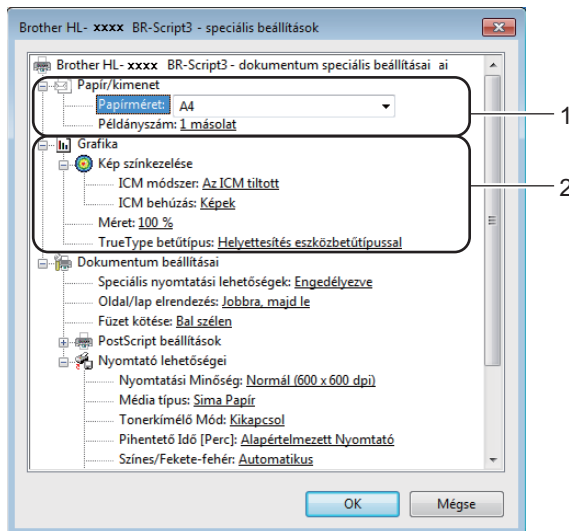 Brother HL- xxxx BR-Script3 - speciális beállítások
Brother HL- xxxx BR-Script3 - dokumentum speciális beállításai ai
Papír/kimenet
Papírméret: A4
Példányszám: 1 másolat
1
Grafika
Kép színkezelése
ICM módszer: Az ICM tiltott
ICM behúzás: Képek
2
Méret: 100 %
TrueType betűtípus: Helyettesítés eszközbetűtípussal
Dokumentum beállításai
Speciális nyomtatási lehetőségek: Engedélyezve
Oldal/lap elrendezés: Jobbra, majd le
Füzet kötése: Bal szélen
PostScript beállítások
Nyomtató lehetőségei
Nyomtatási Minőség: Normál (600 x 600 dpi)
Média típus: Sima Papír
Tonerkímélő Mód: Kikapcsol
Pihentető Idő [Perc]: Alapértelmezett Nyomtató
Színes/Fekete-fehér: Automatikus
OK Mégse